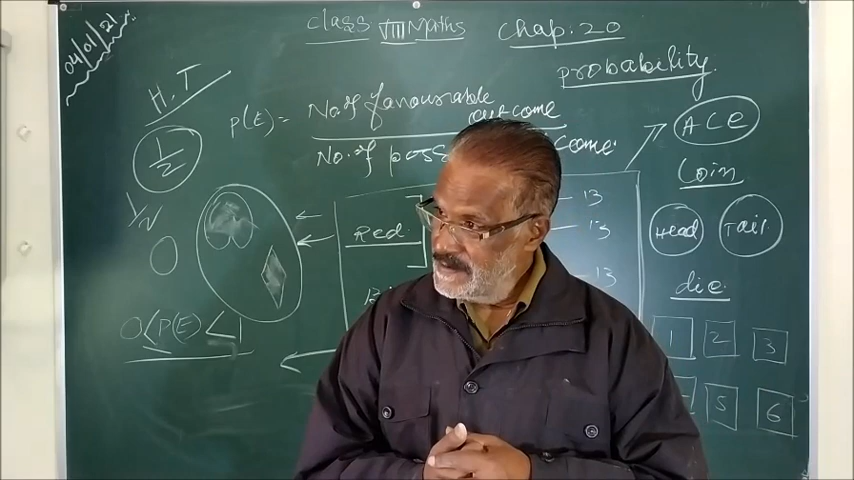 04/01/21
class VIII Maths Chap. 20
probability
H, T
P(E) = No. of favourable outcome
No. of poss come.
1/2
ACE
Coin
Head Tail
die
1 2 3
5 6
Red
13
13
13
Y/N
0
0<P(E)<1